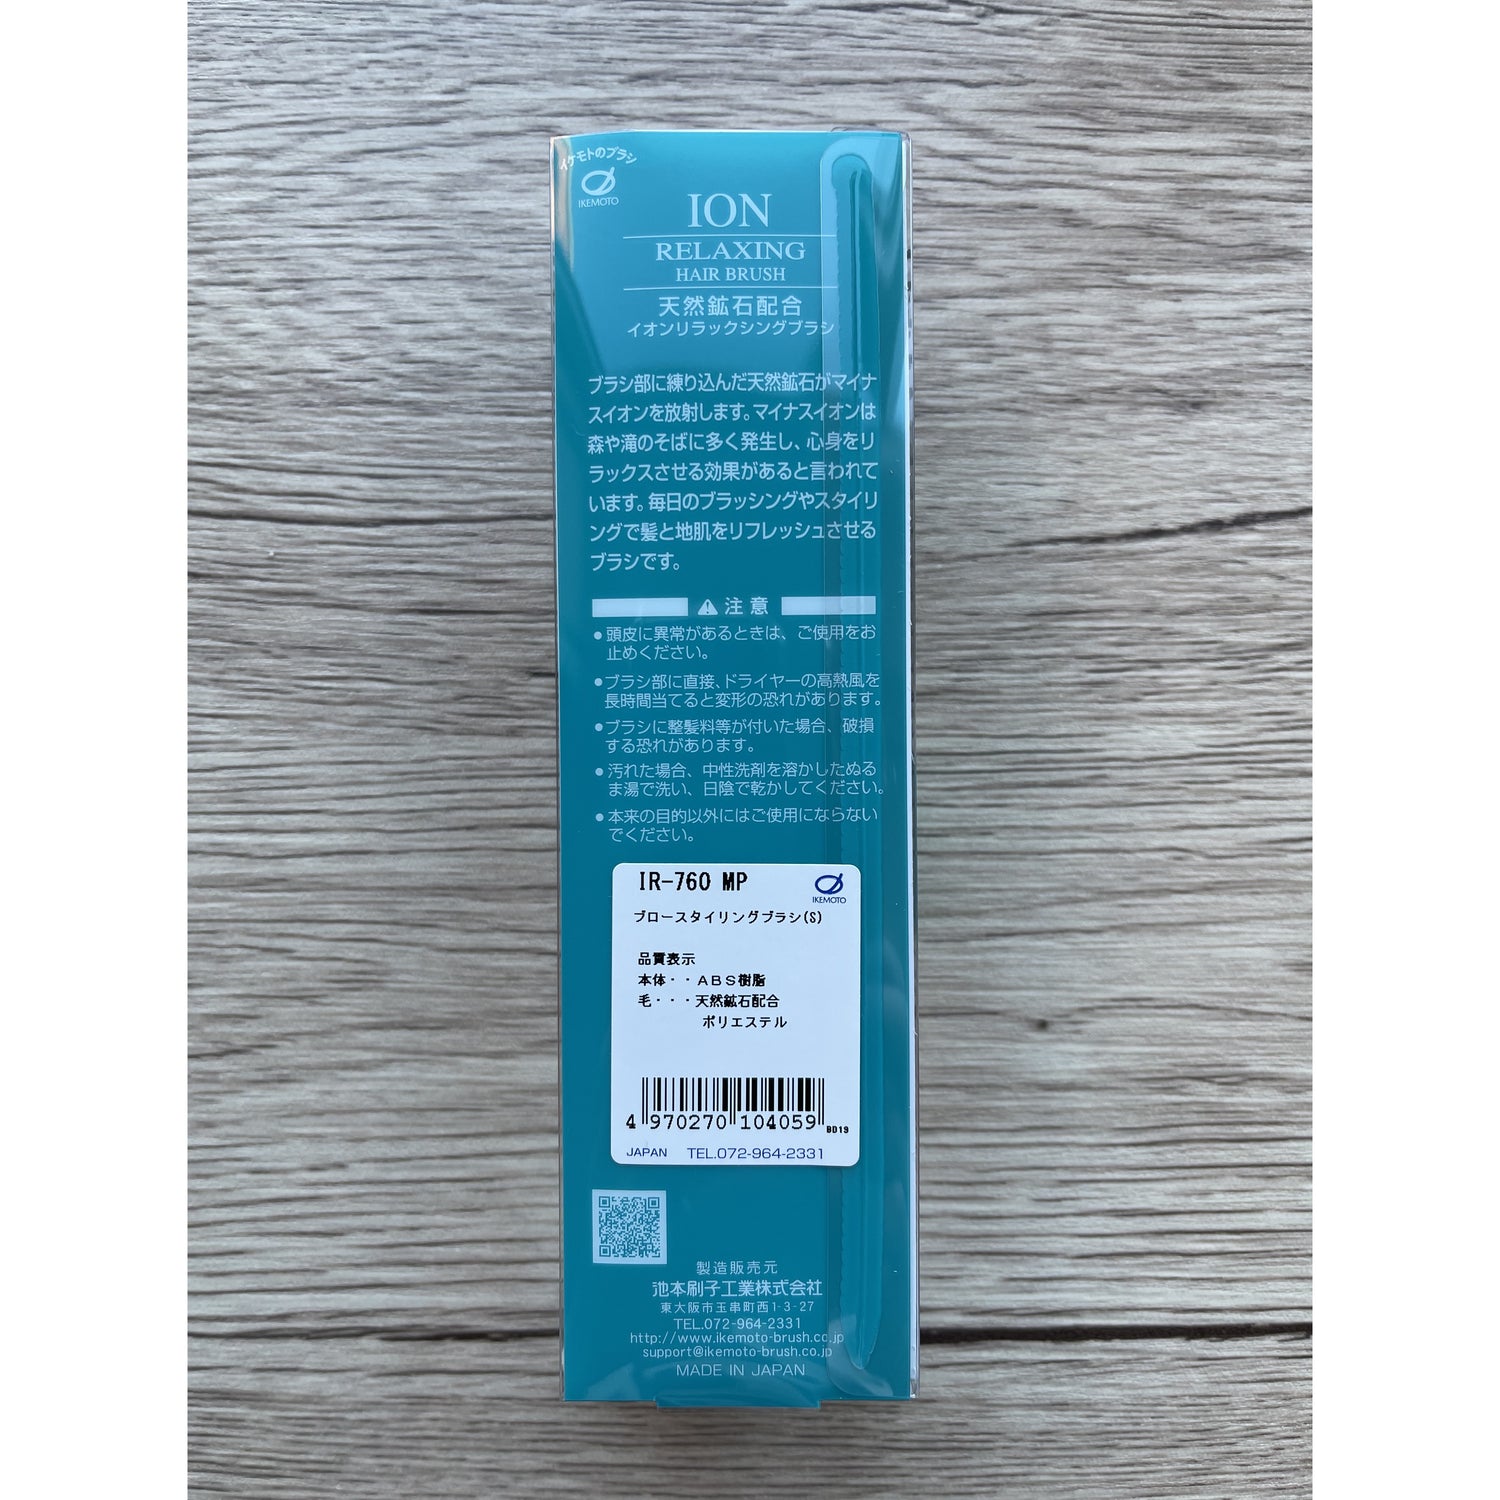 イケモトのブラシ
IKEMOTO
ION
RELAXING
HAIR BRUSH
天然鉱石配合
イオンリラックシングブラシ
ブラシ部に練り込んだ天然鉱石がマイナ
スイオンを放射します。マイナスイオンは
森や滝のそばに多く発生し、心身をリ
ラックスさせる効果があると言われて
います。毎日のブラッシングやスタイリ
ングで髪と地肌をリフレッシュさせる
ブラシです。
注意
●頭皮に異常があるときは、ご使用をお
止めください。
●ブラシ部に直接、ドライヤーの高熱風を
長時間当てると変形の恐れがあります。
●ブラシに整髪料等が付いた場合、破損
する恐れがあります。
●汚れた場合、中性洗剤を溶かしたぬる
ま湯で洗い、日陰で乾かしてください。
●本来の目的以外にはご使用にならない
でください。
IR-760 MP
IKEMOTO
ブロースタイリングブラシ(S)
品質表示
本体・・ABS樹脂
毛・・・天然鉱石配合
ポリエステル
4 970270 104059
BD19
JAPAN TEL.072-964-2331
製造販売元
池本刷子工業株式会社
東大阪市玉串町西1-3-27
TEL.072-964-2331
http://www.ikemoto-brush.co.jp
support@ikemoto-brush.co.jp
MADE IN JAPAN